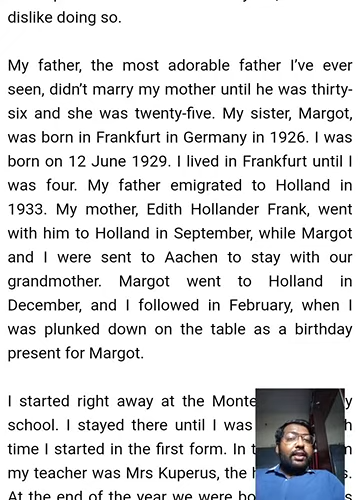 dislike doing so.
My father, the most adorable father I've ever
seen, didn't marry my mother until he was thirty-
six and she was twenty-five. My sister, Margot,
was born in Frankfurt in Germany in 1926. I was
born on 12 June 1929. I lived in Frankfurt until I
was four. My father emigrated to Holland in
1933. My mother, Edith Hollander Frank, went
with him to Holland in September, while Margot
and I were sent to Aachen to stay with our
grandmother. Margot went to Holland in
December, and I followed in February, when I
was plunked down on the table as a birthday
present for Margot.
I started right away at the
school. I stayed there until I was
time I started in the first form. In
my teacher was Mrs Kuperus, the
At the end of the year we were